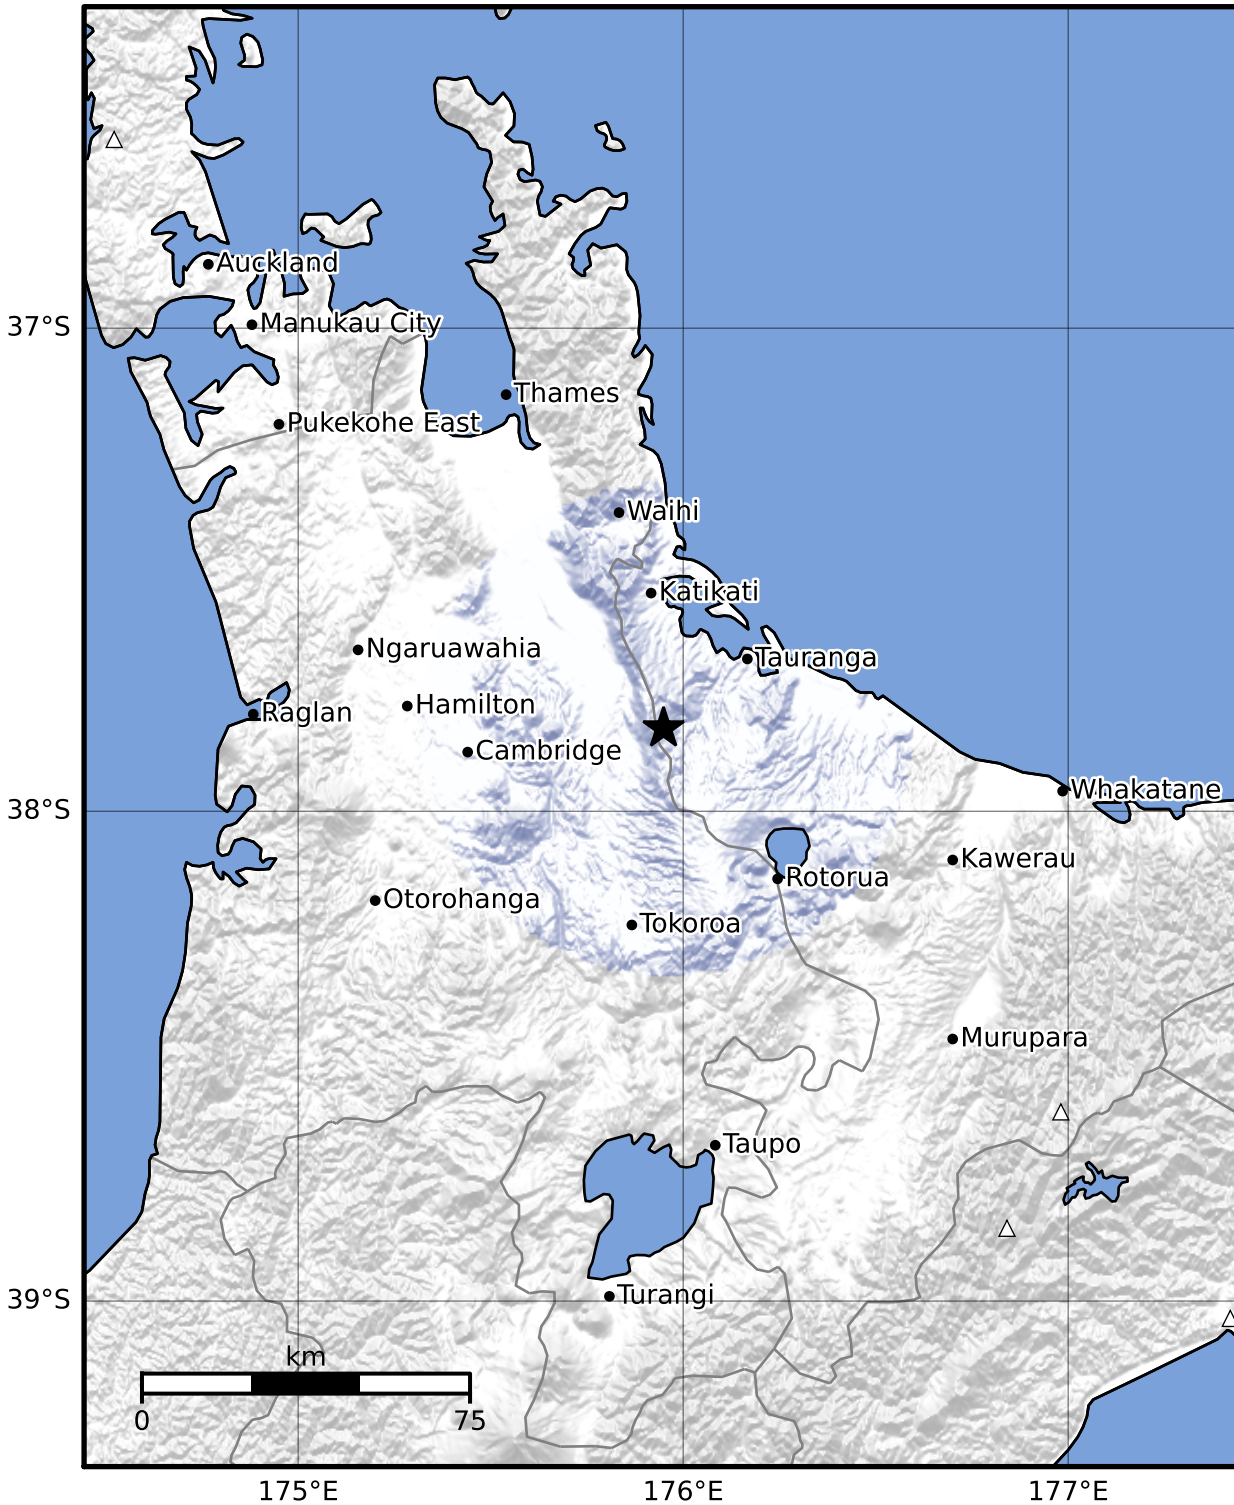 Auckland
37°S
Manukau City
Thames
Pukekohe East
Waihi
Katikati
Ngaruawahia
Tauranga
Hamilton
Raglan
Cambridge
Whakatane
38°S
Kawerau
Rotorua
Otorohanga
Tokoroa
Murupara
Taupo
39°S
Turangi
km
0 75
175°E 176°E 177°E